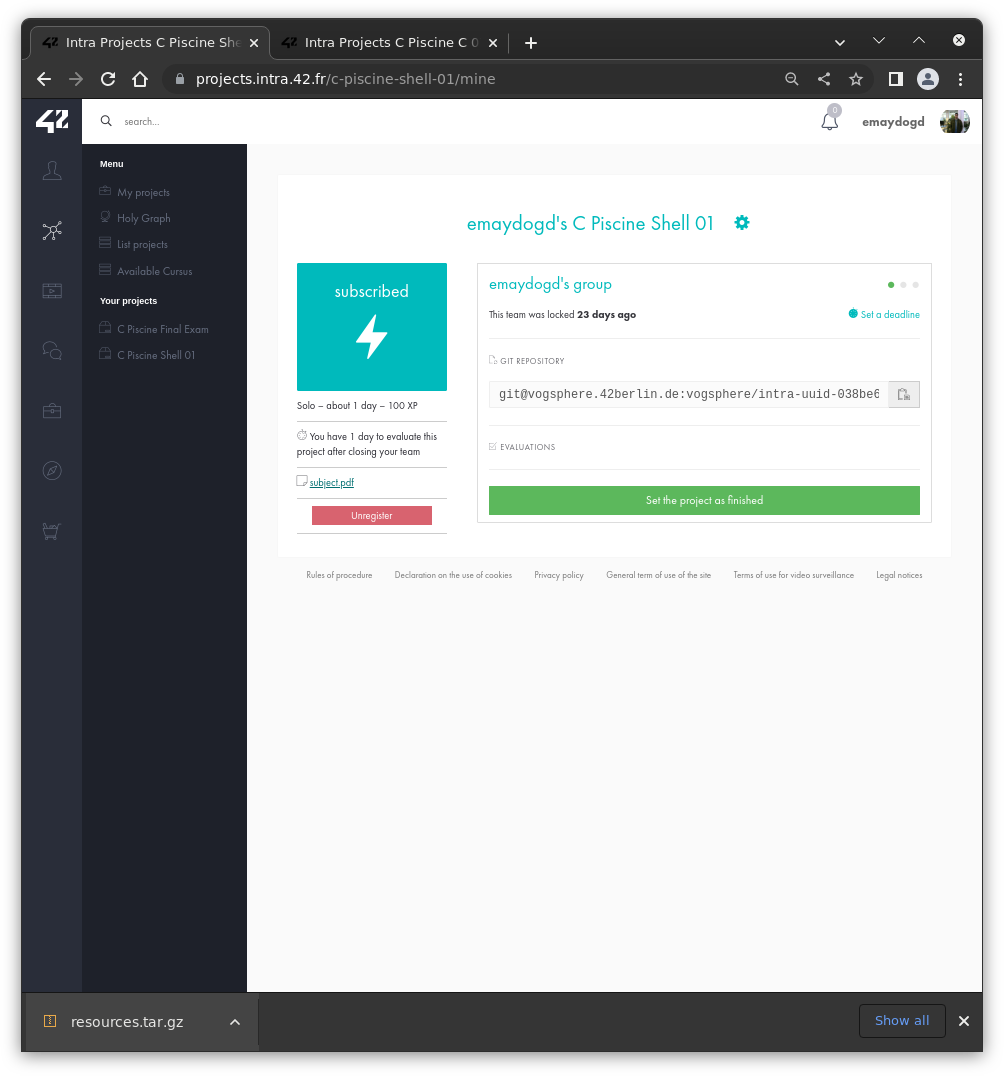 Intra Projects C Piscine She
Intra Projects C Piscine C 0
projects.intra.42.fr/c-piscine-shell-01/mine
42
search...
0
emaydogd
Menu
My projects
Holy Graph
List projects
Available Cursus
Your projects
C Piscine Final Exam
C Piscine Shell 01
emaydogd's C Piscine Shell 01
subscribed
Solo – about 1 day – 100 XP
You have 1 day to evaluate this
project after closing your team
subject.pdf
Unregister
emaydogd's group
This team was locked 23 days ago
Set a deadline
GIT REPOSITORY
git@vogsphere.42berlin.de:vogsphere/intra-uuid-038be6
EVALUATIONS
Set the project as finished
Rules of procedure
Declaration on the use of cookies
Privacy policy
General term of use of the site
Terms of use for video surveillance
Legal notices
resources.tar.gz
Show all